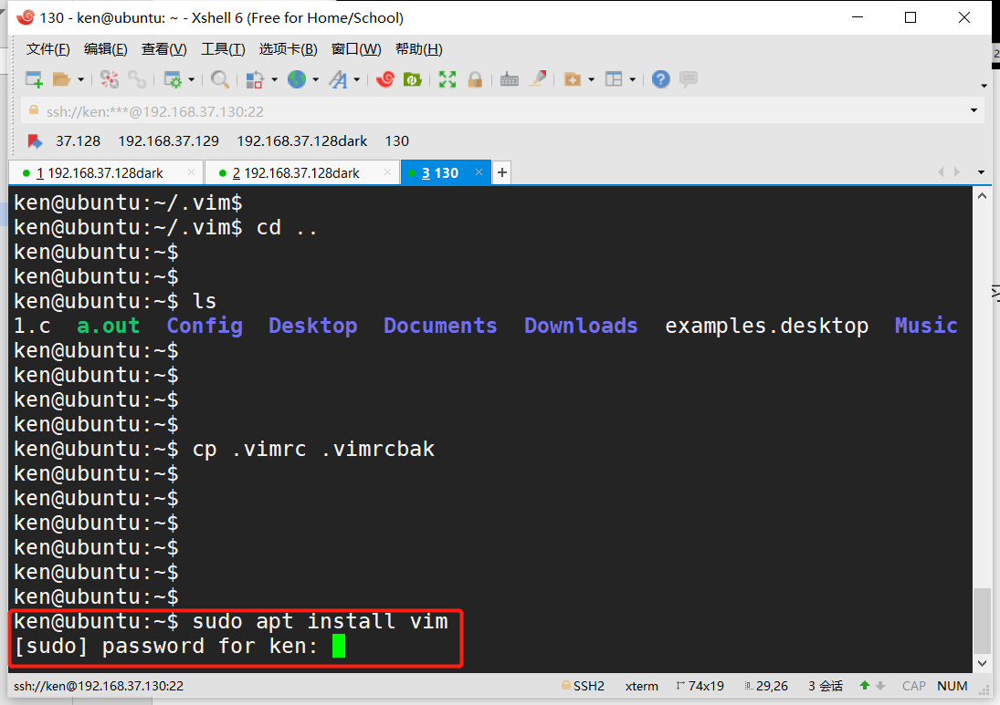 130 - ken@ubuntu: ~ - Xshell 6 (Free for Home/School)
文件(F) 编辑(E) 查看(V) 工具(T) 选项卡(B) 窗口(W) 帮助(H)
ssh://ken:***@192.168.37.130:22
37.128 192.168.37.129 192.168.37.128dark 130
1 192.168.37.128dark × 2 192.168.37.128dark × 3 130 × +
ken@ubuntu:~/.vim$
ken@ubuntu:~/.vim$ cd ..
ken@ubuntu:~$
ken@ubuntu:~$
ken@ubuntu:~$ ls
1.c a.out Config Desktop Documents Downloads examples.desktop Music
ken@ubuntu:~$
ken@ubuntu:~$
ken@ubuntu:~$
ken@ubuntu:~$
ken@ubuntu:~$ cp .vimrc .vimrcbak
ken@ubuntu:~$
ken@ubuntu:~$
ken@ubuntu:~$
ken@ubuntu:~$
ken@ubuntu:~$
ken@ubuntu:~$
ken@ubuntu:~$ sudo apt install vim
[sudo] password for ken:
ssh://ken@192.168.37.130:22 SSH2 xterm 74x19 29,26 3 会话 CAP NUM